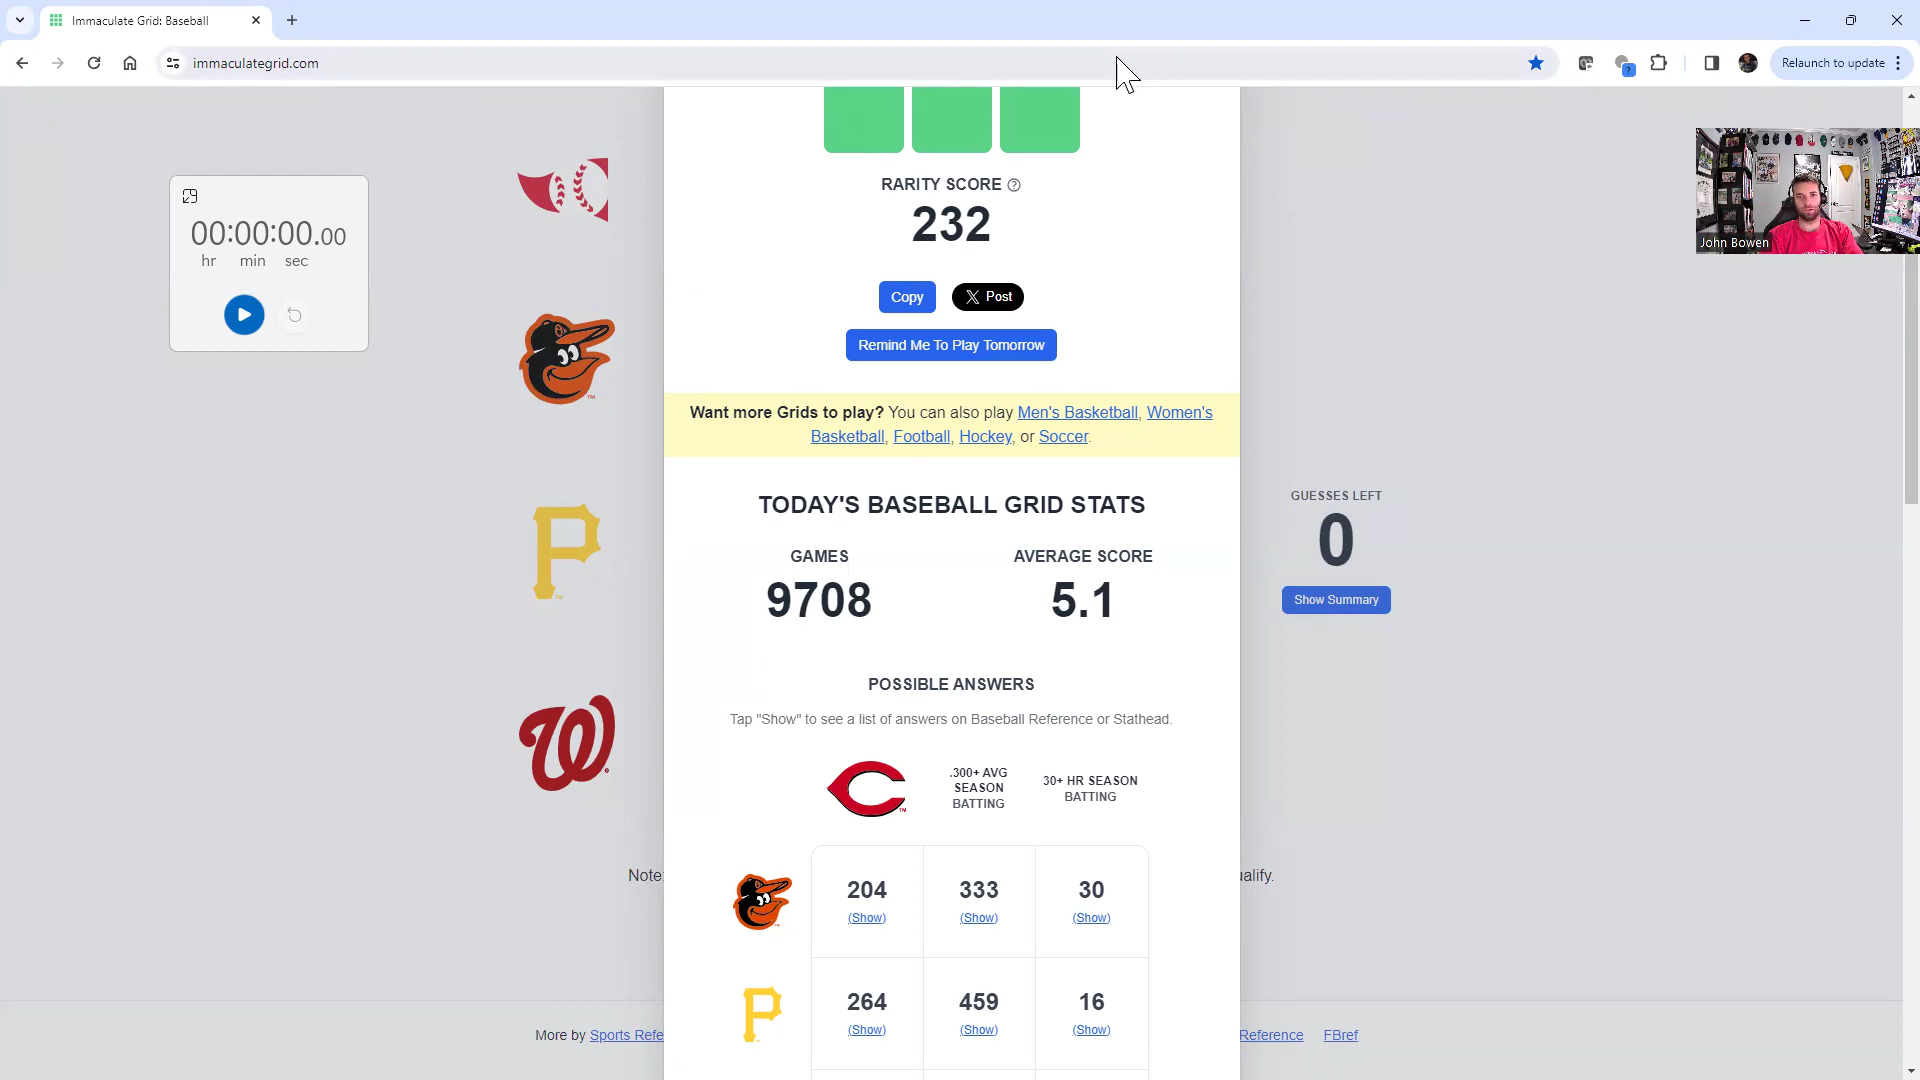 Immaculate Grid: Baseball
immaculategrid.com
Relaunch to update
00:00:00.00
hr min sec
John Bowen
RARITY SCORE
232
Copy
Post
Remind Me To Play Tomorrow
Want more Grids to play? You can also play Men's Basketball, Women's
Basketball, Football, Hockey, or Soccer.
TODAY'S BASEBALL GRID STATS
GAMES
9708
AVERAGE SCORE
5.1
GUESSES LEFT
0
Show Summary
POSSIBLE ANSWERS
Tap "Show" to see a list of answers on Baseball Reference or Stathead.
.300+ AVG
SEASON
BATTING
30+ HR SEASON
BATTING
204 333 30
(Show) (Show) (Show)
264 459 16
(Show) (Show) (Show)
Note:
ualify.
More by Sports Refe
Reference FBref